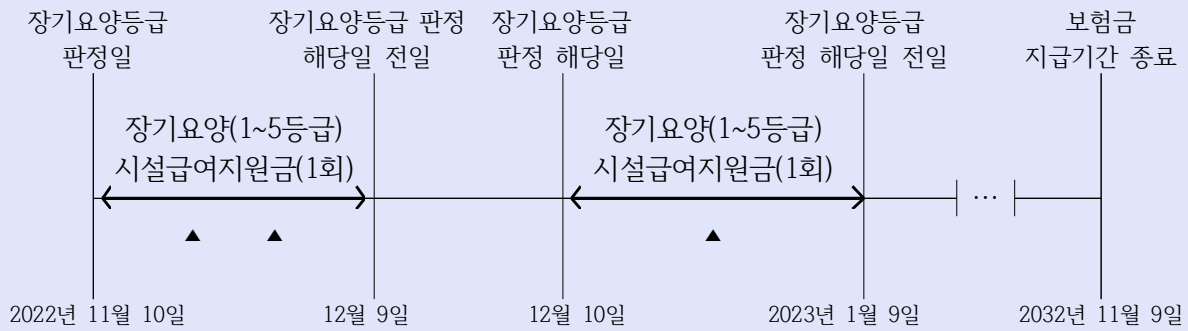 장기요양등급
판정일
장기요양등급 판정
해당일 전일
장기요양등급
판정 해당일
장기요양등급
판정 해당일 전일
보험금
지급기간 종료
장기요양(1~5등급)
시설급여지원금(1회)
장기요양(1~5등급)
시설급여지원금(1회)
…
▲ ▲ ▲
2022년 11월 10일
12월 9일
12월 10일
2023년 1월 9일
2032년 11월 9일